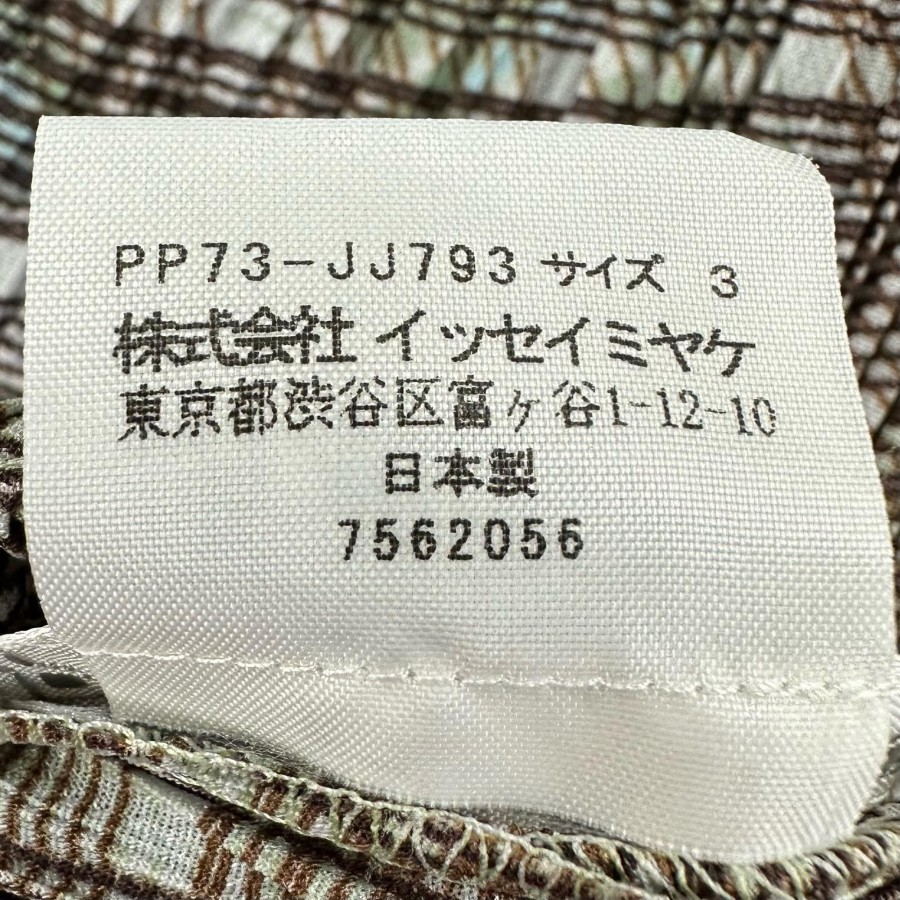 PP73-JJ793 サイズ 3
株式会社 イッセイミヤケ
東京都渋谷区富ヶ谷1-12-10
日本製
7562056